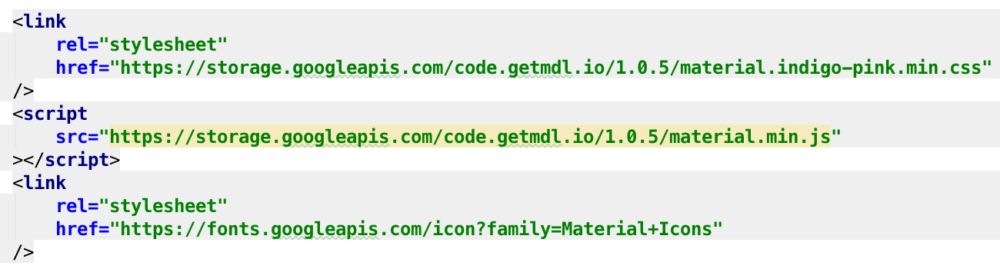 <link
    rel="stylesheet"
    href="https://storage.googleapis.com/code.getmdl.io/1.0.5/material.indigo-pink.min.css"
/>
<script
    src="https://storage.googleapis.com/code.getmdl.io/1.0.5/material.min.js"
></script>
<link
    rel="stylesheet"
    href="https://fonts.googleapis.com/icon?family=Material+Icons"
/>